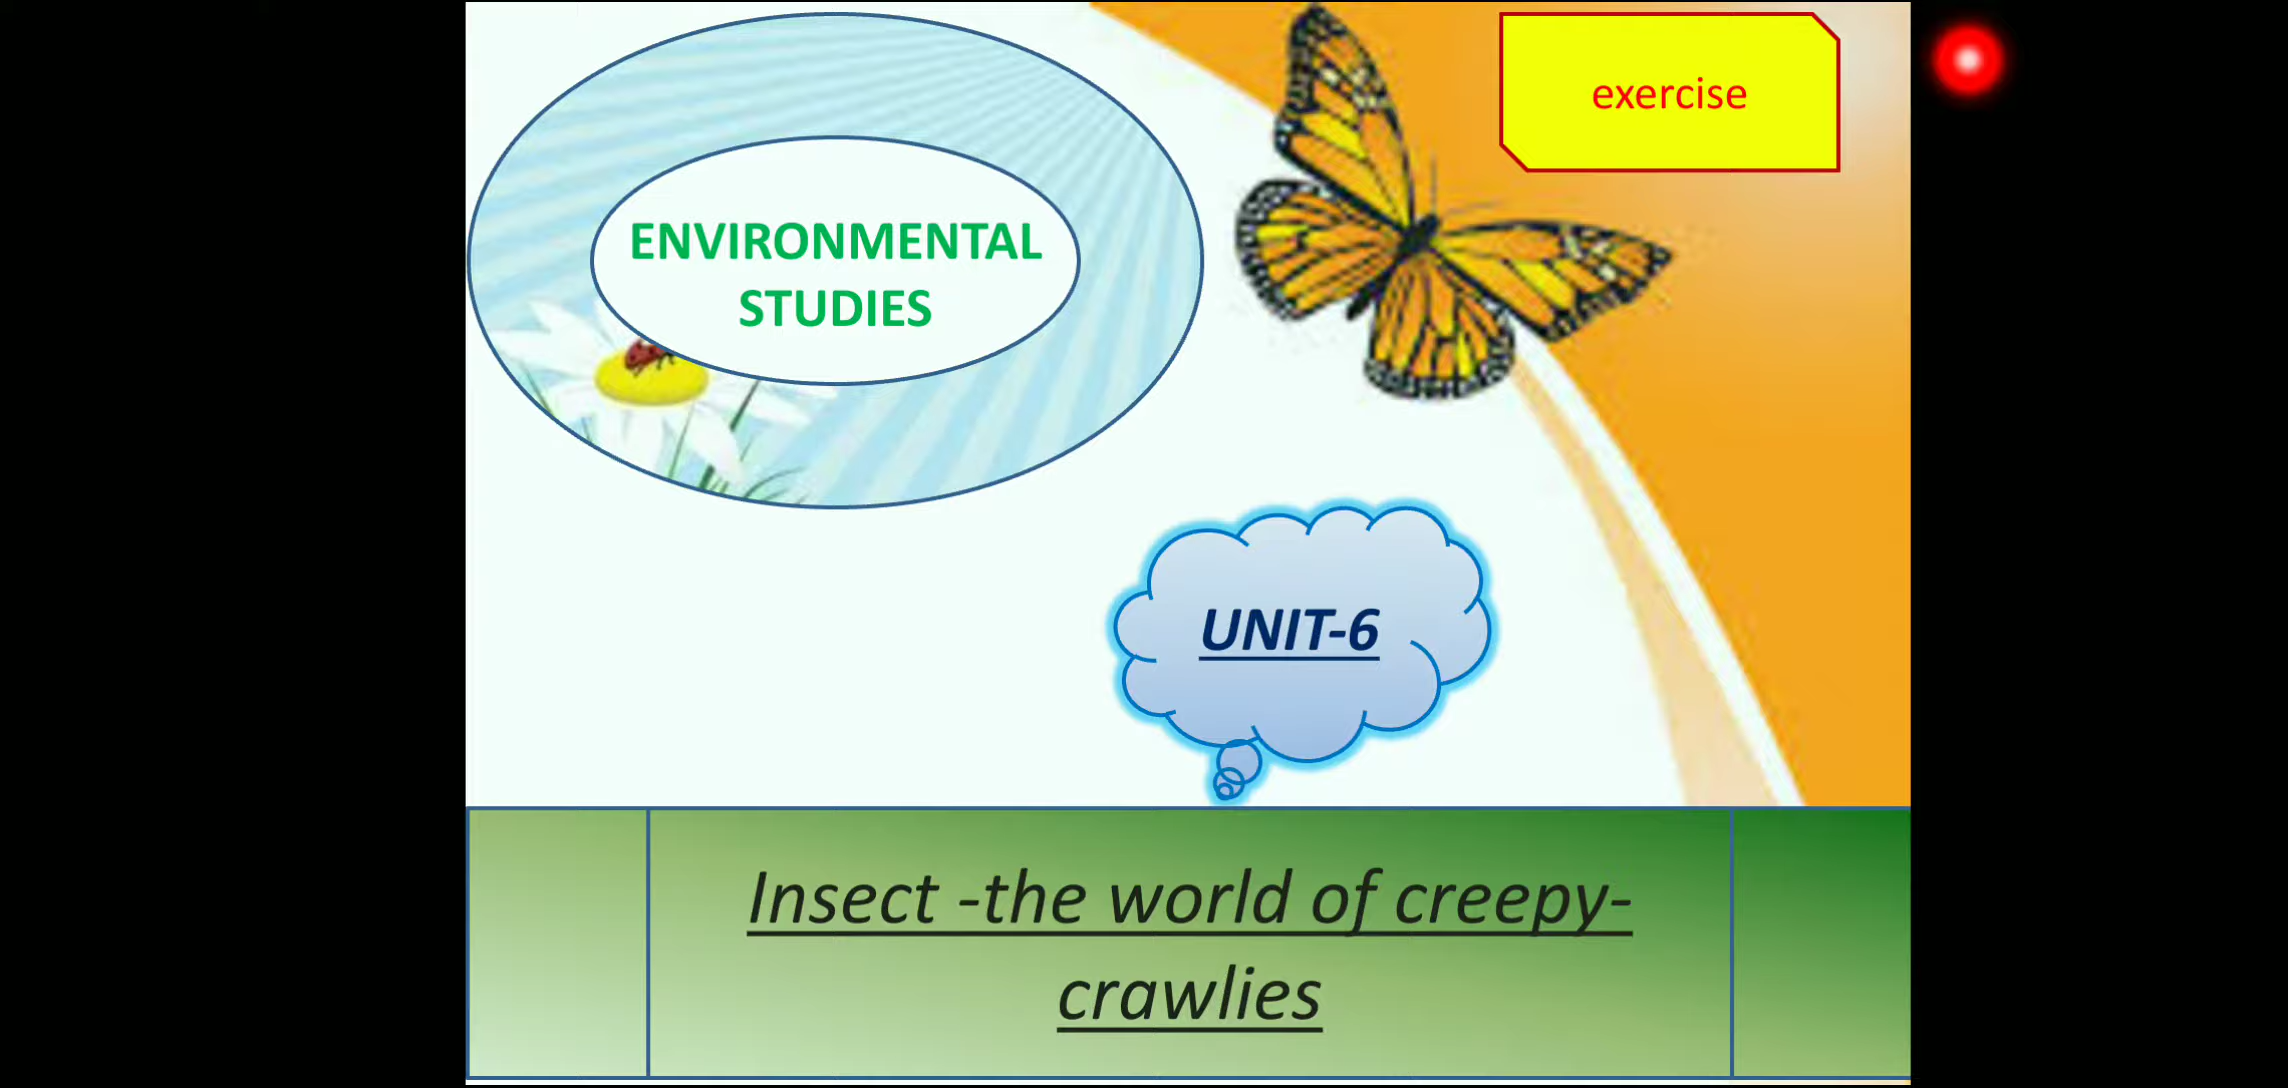 ENVIRONMENTAL
STUDIES
exercise
UNIT-6
Insect -the world of creepy-
crawlies